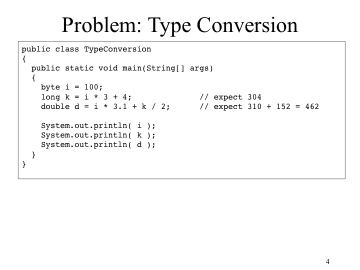 Problem: Type Conversion
public class TypeConversion
{
  public static void main(String[] args)
  {
    byte i = 100;
    long k = i * 3 + 4;             // expect 304
    double d = i * 3.1 + k / 2;     // expect 310 + 152 = 462
    System.out.println( i );
    System.out.println( k );
    System.out.println( d );
  }
}
4